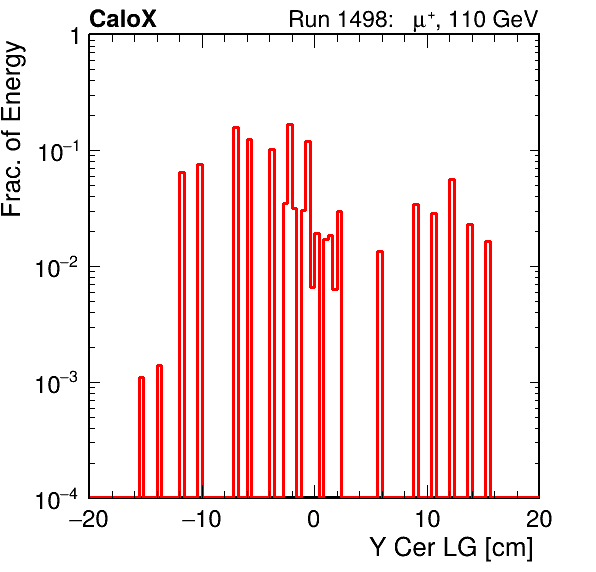 CaloX Run 1498: μ⁺, 110 GeV
Frac. of Energy
1
10⁻¹
10⁻²
10⁻³
10⁻⁴
−20 −10 0 10 20
Y Cer LG [cm]